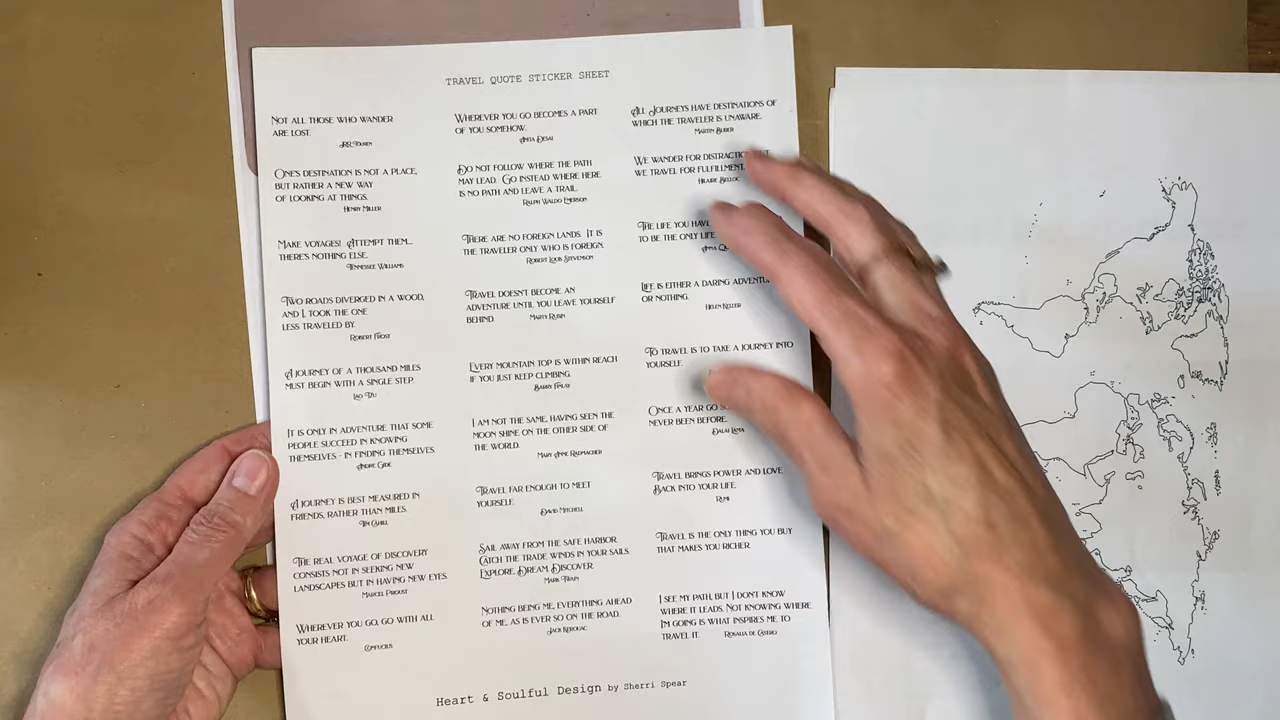 TRAVEL QUOTE STICKER SHEET
NOT ALL THOSE WHO WANDER
ARE LOST.
J.R.R. TOLKIEN
ONE'S DESTINATION IS NOT A PLACE,
BUT RATHER A NEW WAY
OF LOOKING AT THINGS.
HENRY MILLER
MAKE VOYAGES! ATTEMPT THEM...
THERE'S NOTHING ELSE.
TENNESSEE WILLIAMS
TWO ROADS DIVERGED IN A WOOD,
AND I, TOOK THE ONE
LESS TRAVELED BY.
ROBERT FROST
A JOURNEY OF A THOUSAND MILES
MUST BEGIN WITH A SINGLE STEP.
LAO TZU
IT IS ONLY IN ADVENTURE THAT SOME
PEOPLE SUCCEED IN KNOWING
THEMSELVES - IN FINDING THEMSELVES.
ANDRE GIDE
A JOURNEY IS BEST MEASURED IN
FRIENDS, RATHER THAN MILES.
TIM CAHILL
THE REAL VOYAGE OF DISCOVERY
CONSISTS NOT IN SEEKING NEW
LANDSCAPES BUT IN HAVING NEW EYES.
MARCEL PROUST
WHEREVER YOU GO, GO WITH ALL
YOUR HEART.
CONFUCIUS
WHEREVER YOU GO BECOMES A PART
OF YOU SOMEHOW.
ANITA DESAI
DO NOT FOLLOW WHERE THE PATH
MAY LEAD. GO INSTEAD WHERE HERE
IS NO PATH AND LEAVE A TRAIL.
RALPH WALDO EMERSON
THERE ARE NO FOREIGN LANDS. IT IS
THE TRAVELER ONLY WHO IS FOREIGN.
ROBERT LOUIS STEVENSON
TRAVEL DOESN'T BECOME AN
ADVENTURE UNTIL YOU LEAVE YOURSELF
BEHIND. MARTY RUBIN
EVERY MOUNTAIN TOP IS WITHIN REACH
IF YOU JUST KEEP CLIMBING.
BARRY FINLAY
I AM NOT THE SAME, HAVING SEEN THE
MOON SHINE ON THE OTHER SIDE OF
THE WORLD.
MARY ANNE RADMACHER
TRAVEL FAR ENOUGH TO MEET
YOURSELF.
DAVID MITCHELL
SAIL AWAY FROM THE SAFE HARBOR.
CATCH THE TRADE WINDS IN YOUR SAILS.
EXPLORE. DREAM. DISCOVER.
MARK TWAIN
NOTHING BEING ME, EVERYTHING AHEAD
OF ME, AS IS EVER SO ON THE ROAD.
JACK KEROUAC
ALL JOURNEYS HAVE DESTINATIONS OF
WHICH THE TRAVELER IS UNAWARE.
MARTIN BUBER
WE WANDER FOR
WE TRAVEL FOR FULFILLMENT.
HILAIRE BELLOC
THE LIFE YOU
TO BE THE ONLY LIFE
ANNA
LIFE IS EITHER A DARING
OR NOTHING.
HELEN KELLER
TO TRAVEL IS TO TAKE A JOURNEY INTO
YOURSELF.
ONCE A YEAR GO
NEVER BEEN BEFORE.
DALAI LAMA
TRAVEL BRINGS POWER AND LOVE
BACK INTO YOUR LIFE.
RUMI
TRAVEL IS THE ONLY THING YOU BUY
THAT MAKES YOU RICHER.
I SEE MY PATH, BUT I DON'T KNOW
WHERE IT LEADS. NOT KNOWING WHERE
I'M GOING IS WHAT INSPIRES ME TO
TRAVEL IT. ROSALIA DE CASTRO
Heart & Soulful Design by Sherri Spear